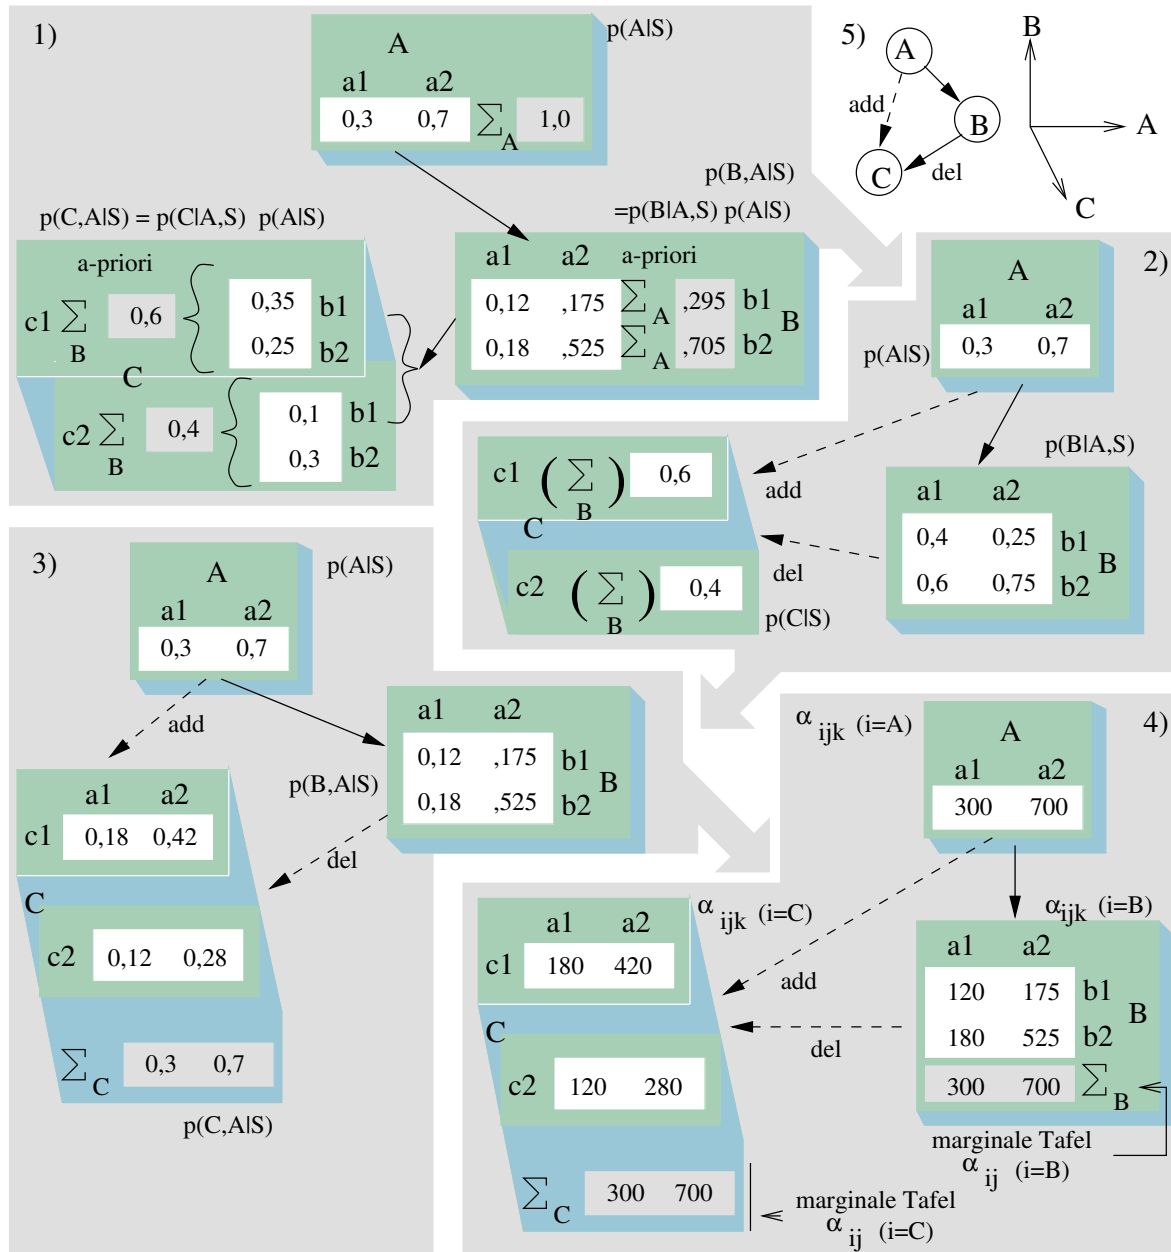 1)
p(A|S)
A
a1 a2
0,3 0,7 ∑ A 1,0
p(B,A|S)
=p(B|A,S) p(A|S)
p(C,A|S) = p(C|A,S) p(A|S)
a-priori
c1 ∑ B 0,6 { 0,35 b1
0,25 b2
C
c2 ∑ B 0,4 { 0,1 b1
0,3 b2
a1 a2 a-priori
0,12 ,175 ∑ A ,295 b1
0,18 ,525 ∑ A ,705 b2
B
5)
A
add
B
C
del
B
A
C
2)
A
a1 a2
0,3 0,7
p(A|S)
p(B|A,S)
a1 a2
0,4 0,25 b1
0,6 0,75 b2
B
add
del
c1 ( ∑ B ) 0,6
C
c2 ( ∑ B ) 0,4
p(C|S)
3)
p(A|S)
A
a1 a2
0,3 0,7
add
a1 a2
0,12 ,175 b1
0,18 ,525 b2
B
p(B,A|S)
del
a1 a2
c1 0,18 0,42
C
c2 0,12 0,28
∑ C 0,3 0,7
p(C,A|S)
4)
α ijk (i=A)
A
a1 a2
300 700
α ijk (i=C)
a1 a2
c1 180 420
C
c2 120 280
∑ C 300 700
add
del
α ijk (i=B)
a1 a2
120 175 b1
180 525 b2
B
300 700 ∑ B
marginale Tafel
α ij (i=B)
marginale Tafel
α ij (i=C)